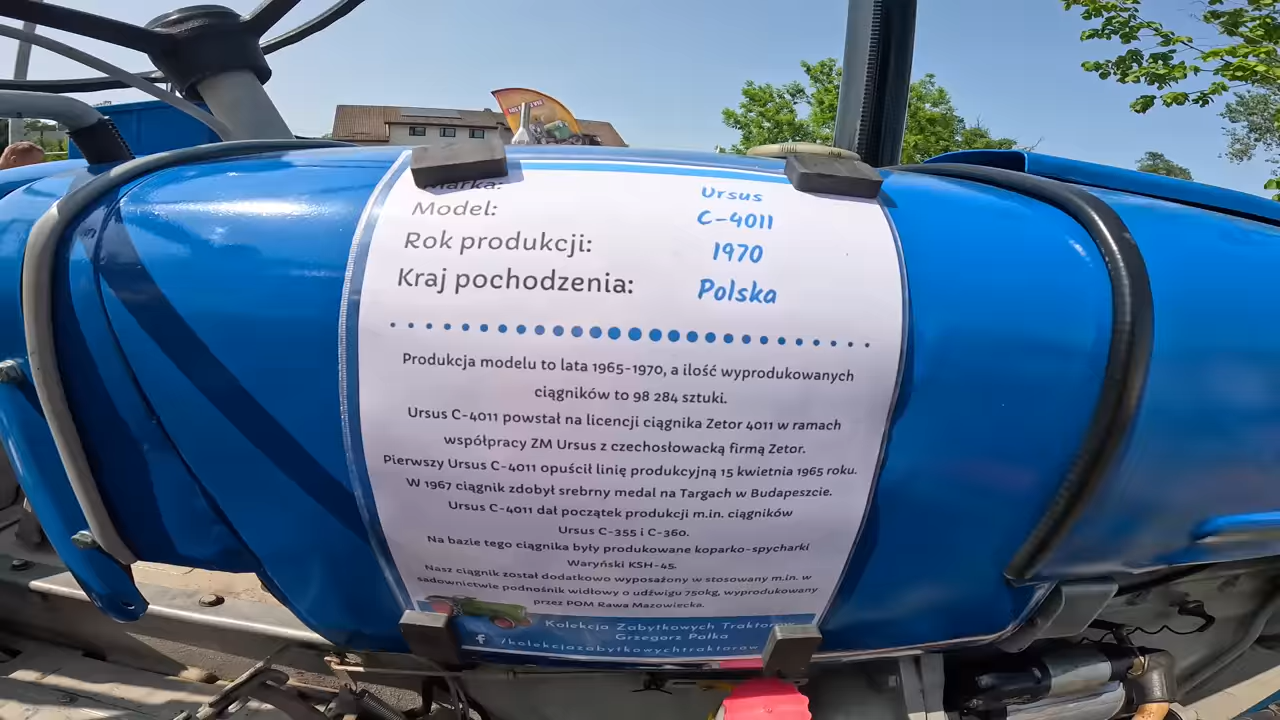 Marka: Ursus
Model: C-4011
Rok produkcji: 1970
Kraj pochodzenia: Polska
Produkcja modelu to lata 1965-1970, a ilość wyprodukowanych
ciągników to 98 284 sztuki.
Ursus C-4011 powstał na licencji ciągnika Zetor 4011 w ramach
współpracy ZM Ursus z czechosłowacką firmą Zetor.
Pierwszy Ursus C-4011 opuścił linię produkcyjną 15 kwietnia 1965 roku.
W 1967 ciągnik zdobył srebrny medal na Targach w Budapeszcie.
Ursus C-4011 dał początek produkcji m.in. ciągników
Ursus C-355 i C-360.
Na bazie tego ciągnika były produkowane koparko-spycharki
Waryński KSH-45.
Nasz ciągnik został dodatkowo wyposażony w stosowany m.in. w
sadownictwie podnośnik widłowy o udźwigu 750kg, wyprodukowany
przez POM Rawa Mazowiecka.
Kolekcja Zabytkowych Traktorów
Grzegorz Pałka
f /kolekcjazabytkowychtraktorow